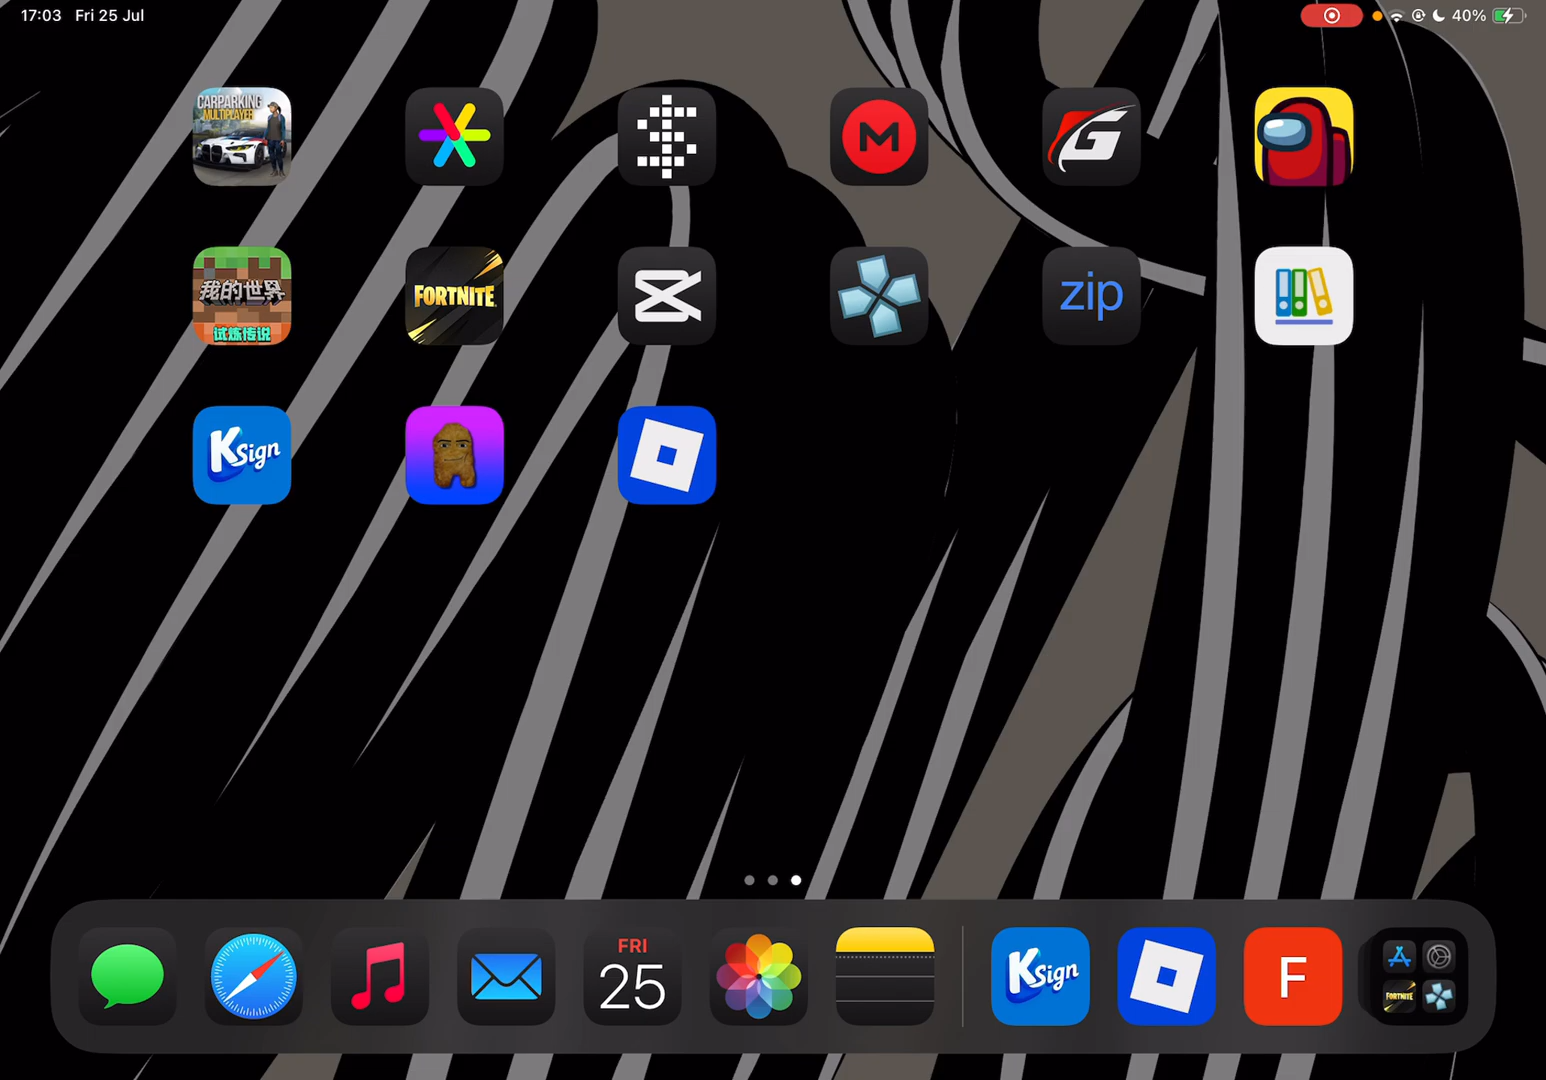 17:03 Fri 25 Jul
40%
CARPARKING
MULTIPLAYER
M
G
我的世界
试炼传说
FORTNITE
zip
KSign
FRI
25
KSign
F
FORTNITE